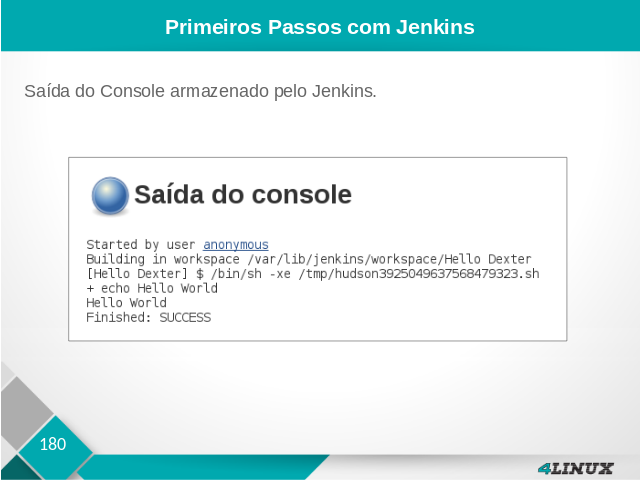 Primeiros Passos com Jenkins
Saída do Console armazenado pelo Jenkins.
Saída do console
Started by user anonymous
Building in workspace /var/lib/jenkins/workspace/Hello Dexter
[Hello Dexter] $ /bin/sh -xe /tmp/hudson3925049637568479323.sh
+ echo Hello World
Hello World
Finished: SUCCESS
180
4LINUX